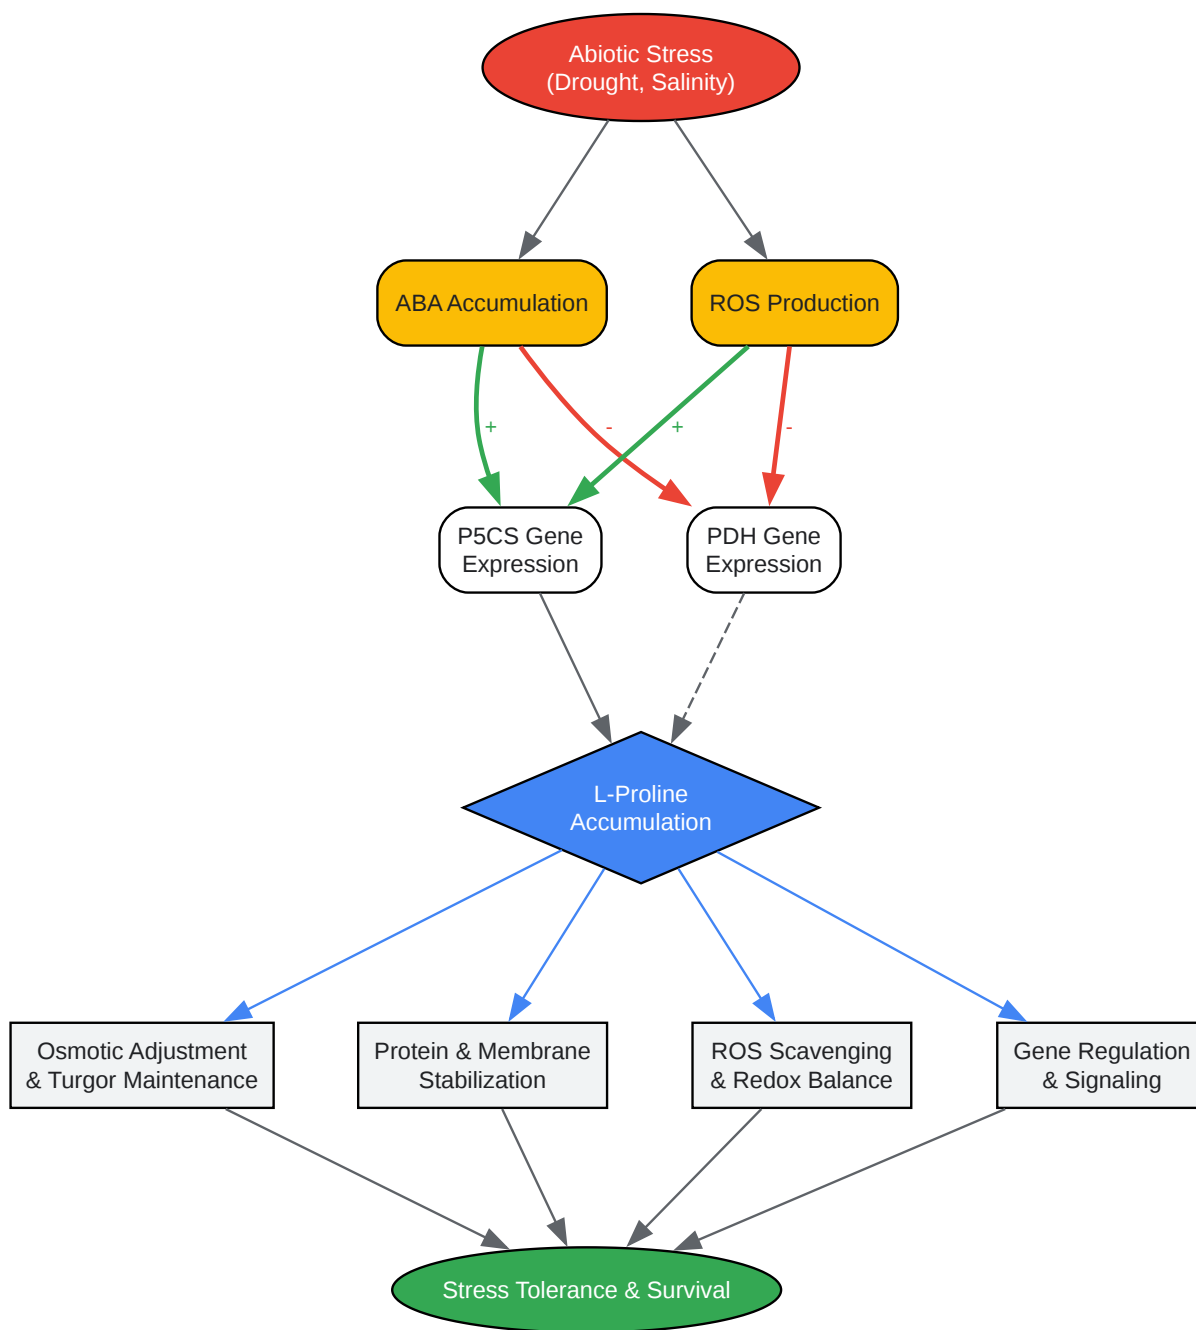 Abiotic Stress
(Drought, Salinity)
ABA Accumulation
ROS Production
+
-
+
-
P5CS Gene
Expression
PDH Gene
Expression
L-Proline
Accumulation
Osmotic Adjustment
& Turgor Maintenance
Protein & Membrane
Stabilization
ROS Scavenging
& Redox Balance
Gene Regulation
& Signaling
Stress Tolerance & Survival